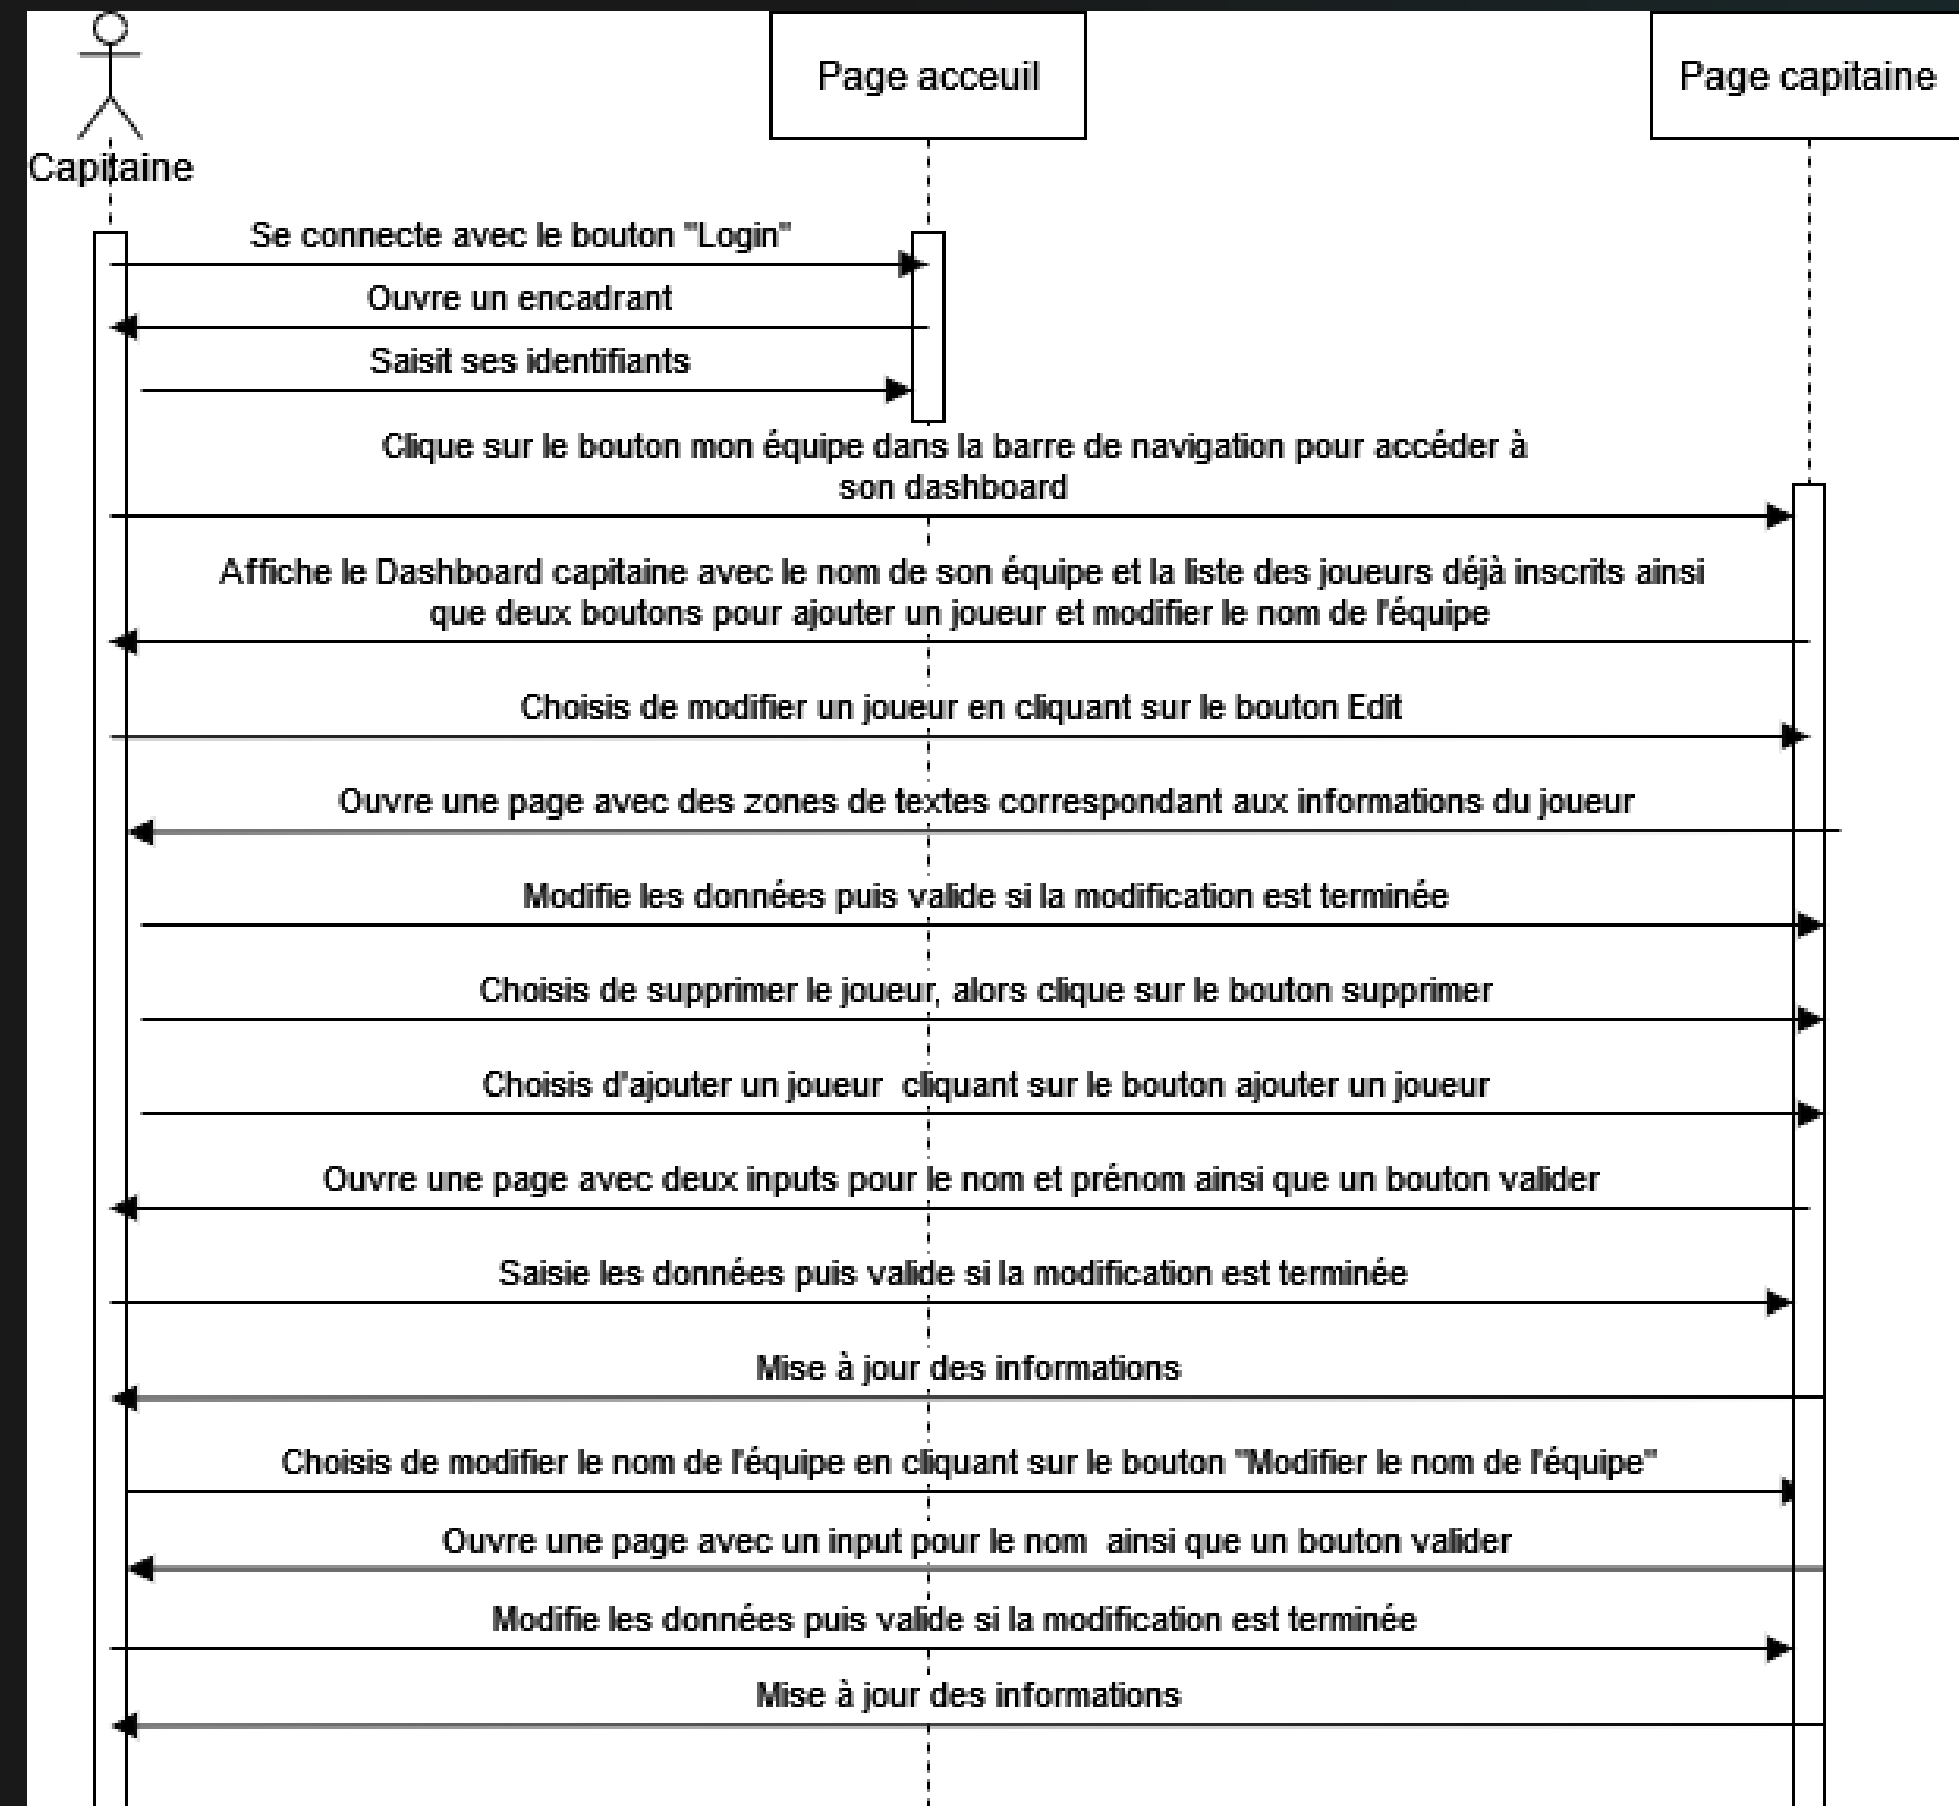 Page acceuil
Page capitaine
Capitaine
Se connecte avec le bouton "Login"
Ouvre un encadrant
Saisit ses identifiants
Clique sur le bouton mon équipe dans la barre de navigation pour accéder à
son dashboard
Affiche le Dashboard capitaine avec le nom de son équipe et la liste des joueurs déjà inscrits ainsi
que deux boutons pour ajouter un joueur et modifier le nom de l'équipe
Choisis de modifier un joueur en cliquant sur le bouton Edit
Ouvre une page avec des zones de textes correspondant aux informations du joueur
Modifie les données puis valide si la modification est terminée
Choisis de supprimer le joueur, alors clique sur le bouton supprimer
Choisis d'ajouter un joueur  cliquant sur le bouton ajouter un joueur
Ouvre une page avec deux inputs pour le nom et prénom ainsi que un bouton valider
Saisie les données puis valide si la modification est terminée
Mise à jour des informations
Choisis de modifier le nom de l'équipe en cliquant sur le bouton "Modifier le nom de l'équipe"
Ouvre une page avec un input pour le nom  ainsi que un bouton valider
Modifie les données puis valide si la modification est terminée
Mise à jour des informations